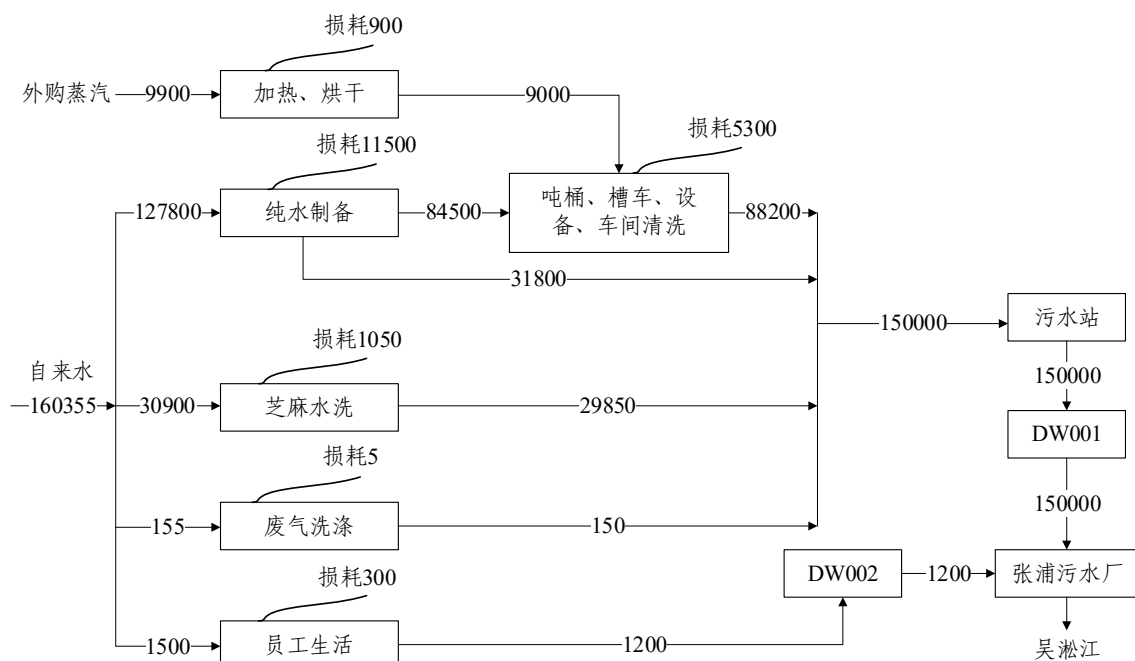 损耗900
外购蒸汽
9900
加热、烘干
9000
损耗5300
损耗11500
127800
纯水制备
84500
吨桶、槽车、设
备、车间清洗
88200
31800
150000
污水站
损耗1050
自来水
160355
30900
芝麻水洗
29850
150000
DW001
损耗5
155
废气洗涤
150
150000
损耗300
DW002
1200
张浦污水厂
1500
员工生活
1200
吴淞江